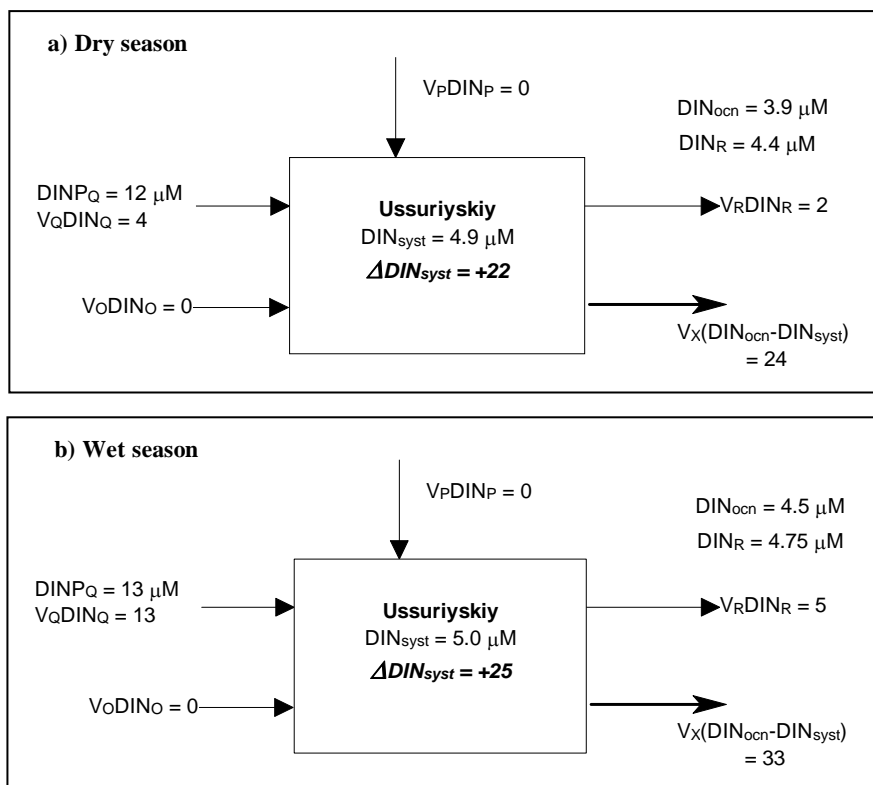 a) Dry season
VPDINP = 0
DINocn = 3.9 μM
DINR = 4.4 μM
DINPQ = 12 μM
VQDINQ = 4
Ussuriyskiy
DINsyst = 4.9 μM
ΔDINsyst = +22
VRDINR = 2
VODINO = 0
VX(DINocn-DINsyst)
= 24
b) Wet season
VPDINP = 0
DINocn = 4.5 μM
DINR = 4.75 μM
DINPQ = 13 μM
VQDINQ = 13
Ussuriyskiy
DINsyst = 5.0 μM
ΔDINsyst = +25
VRDINR = 5
VODINO = 0
VX(DINocn-DINsyst)
= 33